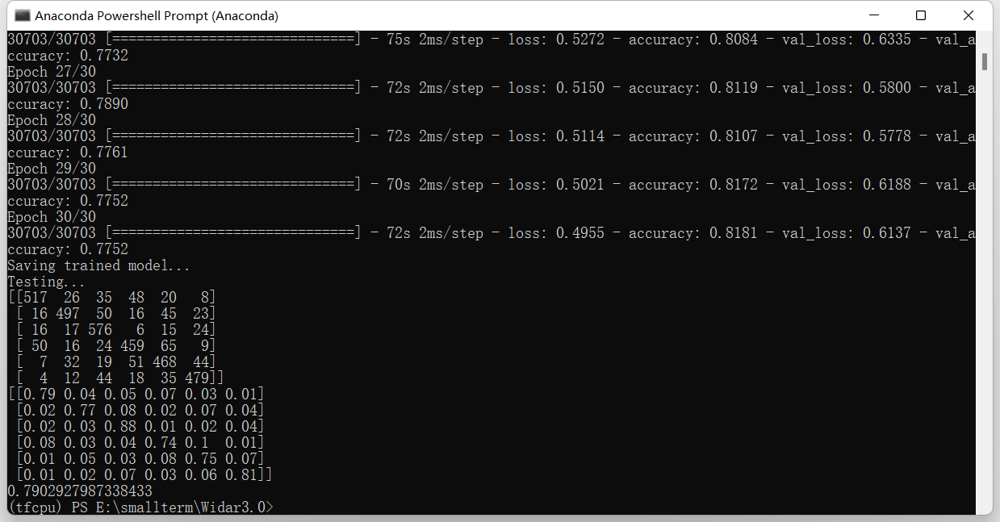 Anaconda Powershell Prompt (Anaconda)
30703/30703 [==============================] - 75s 2ms/step - loss: 0.5272 - accuracy: 0.8084 - val_loss: 0.6335 - val_a
ccuracy: 0.7732
Epoch 27/30
30703/30703 [==============================] - 72s 2ms/step - loss: 0.5150 - accuracy: 0.8119 - val_loss: 0.5800 - val_a
ccuracy: 0.7890
Epoch 28/30
30703/30703 [==============================] - 72s 2ms/step - loss: 0.5114 - accuracy: 0.8107 - val_loss: 0.5778 - val_a
ccuracy: 0.7761
Epoch 29/30
30703/30703 [==============================] - 70s 2ms/step - loss: 0.5021 - accuracy: 0.8172 - val_loss: 0.6188 - val_a
ccuracy: 0.7752
Epoch 30/30
30703/30703 [==============================] - 72s 2ms/step - loss: 0.4955 - accuracy: 0.8181 - val_loss: 0.6137 - val_a
ccuracy: 0.7752
Saving trained model...
Testing...
[[517  26  35  48  20   8]
 [ 16 497  50  16  45  23]
 [ 16  17 576   6  15  24]
 [ 50  16  24 459  65   9]
 [  7  32  19  51 468  44]
 [  4  12  44  18  35 479]]
[[0.79 0.04 0.05 0.07 0.03 0.01]
 [0.02 0.77 0.08 0.02 0.07 0.04]
 [0.02 0.03 0.88 0.01 0.02 0.04]
 [0.08 0.03 0.04 0.74 0.1  0.01]
 [0.01 0.05 0.03 0.08 0.75 0.07]
 [0.01 0.02 0.07 0.03 0.06 0.81]]
0.7902927987338433
(tfcpu) PS E:\smallterm\Widar3.0>